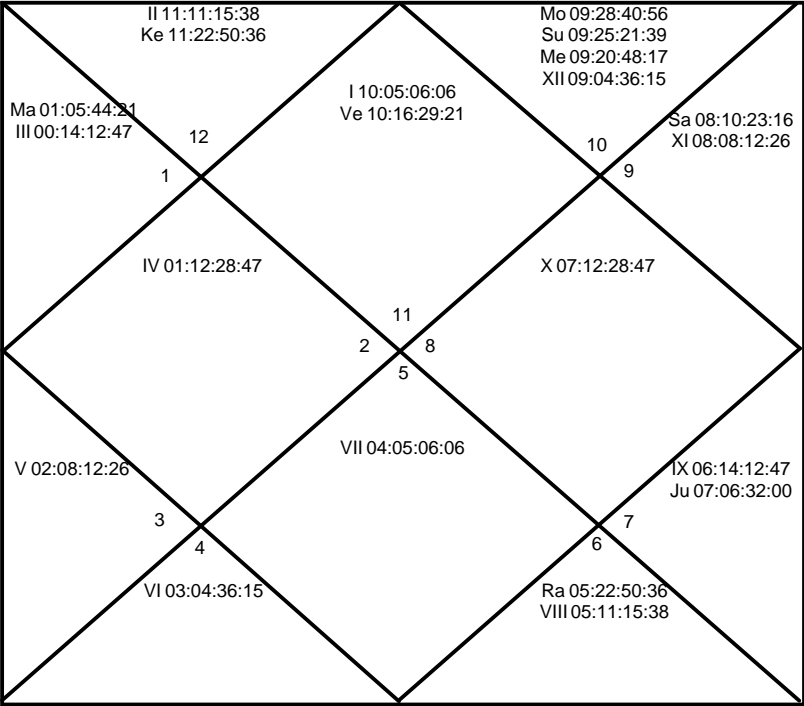 II 11:11:15:38
Ke 11:22:50:36
Mo 09:28:40:56
Su 09:25:21:39
Me 09:20:48:17
XII 09:04:36:15
I 10:05:06:06
Ve 10:16:29:21
Ma 01:05:44:21
III 00:14:12:47
Sa 08:10:23:16
XI 08:08:12:26
12
10
1
9
IV 01:12:28:47
X 07:12:28:47
11
2
8
5
VII 04:05:06:06
V 02:08:12:26
IX 06:14:12:47
Ju 07:06:32:00
3
7
4
6
VI 03:04:36:15
Ra 05:22:50:36
VIII 05:11:15:38